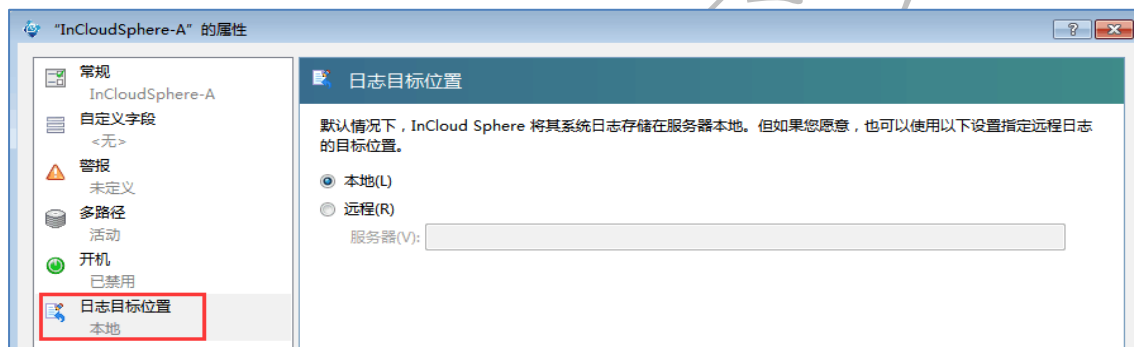 "InCloudSphere-A" 的属性
常规
InCloudSphere-A
自定义字段
<无>
警报
未定义
多路径
活动
开机
已禁用
日志目标位置
本地
日志目标位置
默认情况下，InCloud Sphere 将其系统日志存储在服务器本地。但如果您愿意，也可以使用以下设置指定远程日志
的目标位置。
本地(L)
远程(R)
服务器(V):